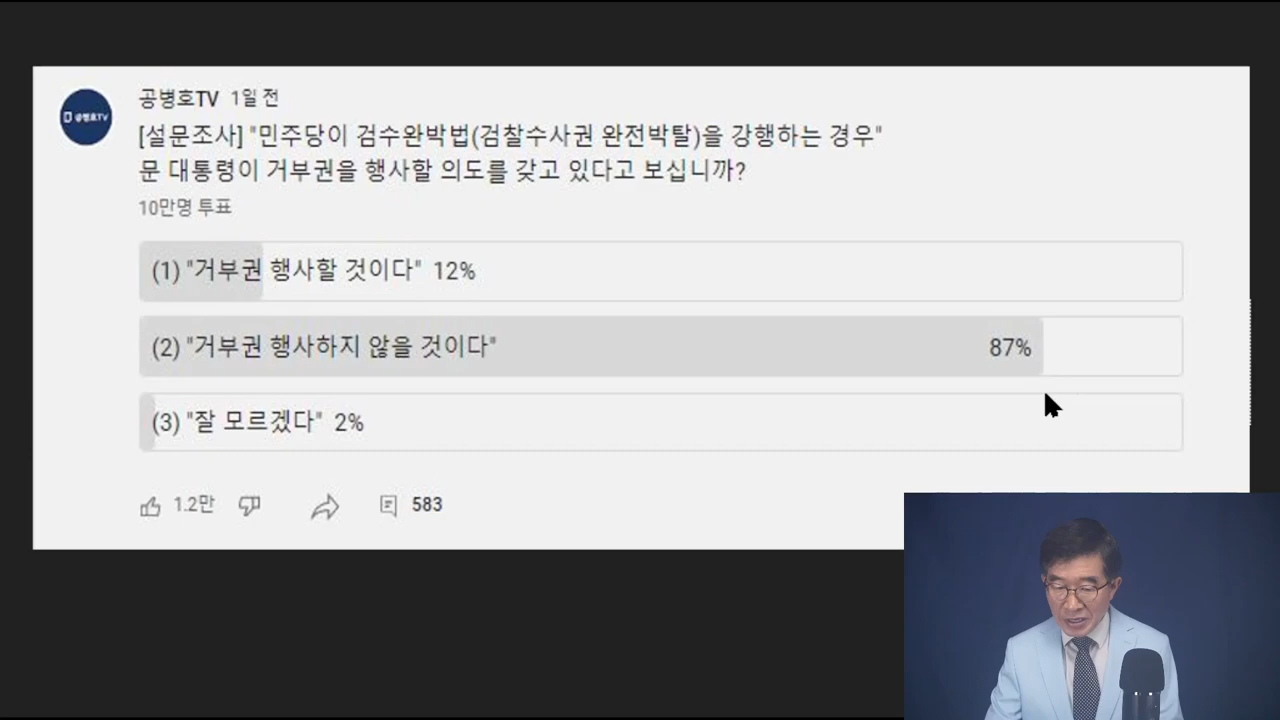 공병호TV
공병호TV 1일 전
[설문조사] "민주당이 검수완박법(검찰수사권 완전박탈)을 강행하는 경우"
문 대통령이 거부권을 행사할 의도를 갖고 있다고 보십니까?
10만명 투표
(1) "거부권 행사할 것이다" 12%
(2) "거부권 행사하지 않을 것이다" 87%
(3) "잘 모르겠다" 2%
1.2만 583